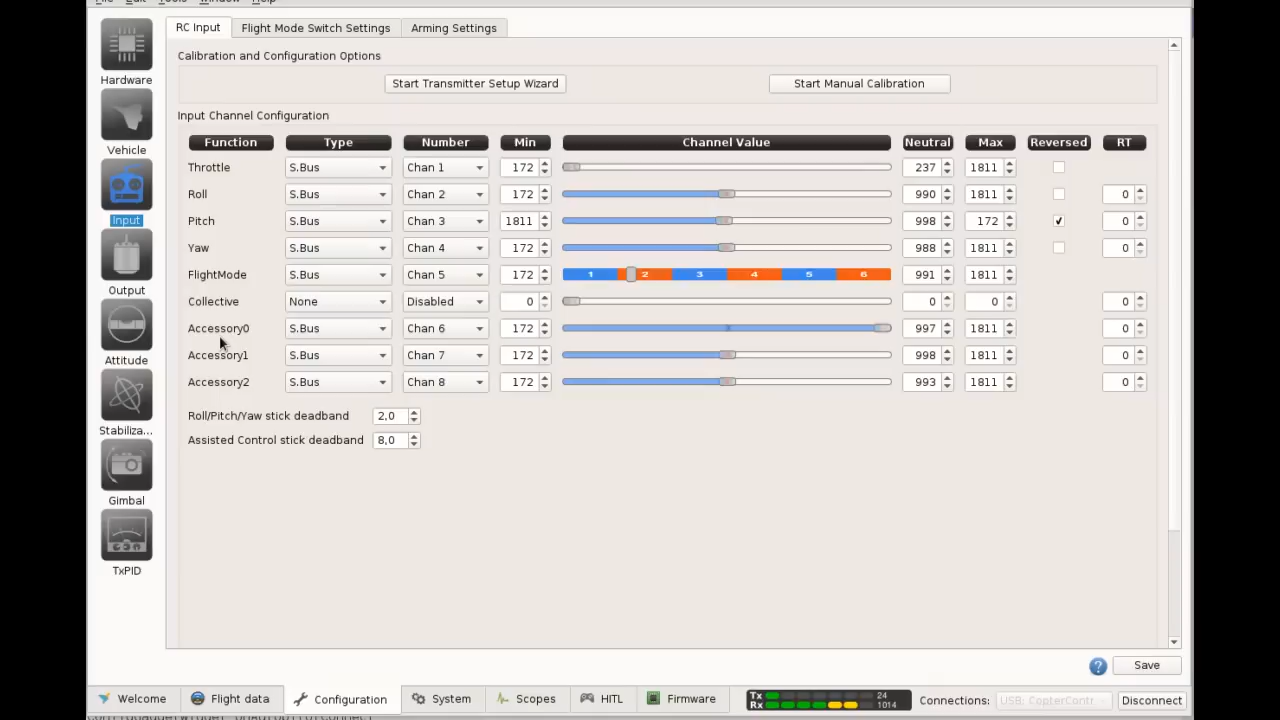 File Edit Tools Window Help
RC Input Flight Mode Switch Settings Arming Settings
Calibration and Configuration Options
Start Transmitter Setup Wizard Start Manual Calibration
Input Channel Configuration
Function Type Number Min Channel Value Neutral Max Reversed RT
Throttle S.Bus Chan 1 172 237 1811
Roll S.Bus Chan 2 172 990 1811 0
Pitch S.Bus Chan 3 1811 998 172 0
Yaw S.Bus Chan 4 172 988 1811 0
FlightMode S.Bus Chan 5 172 1 2 3 4 5 6 991 1811
Collective None Disabled 0 0 0 0
Accessory0 S.Bus Chan 6 172 997 1811 0
Accessory1 S.Bus Chan 7 172 998 1811 0
Accessory2 S.Bus Chan 8 172 993 1811 0
Roll/Pitch/Yaw stick deadband 2,0
Assisted Control stick deadband 8,0
Hardware
Vehicle
Input
Output
Attitude
Stabiliza...
Gimbal
TxPID
? Save
Welcome Flight data Configuration System Scopes HITL Firmware
Tx 24
Rx 1014
Connections: USB: CopterContr Disconnect